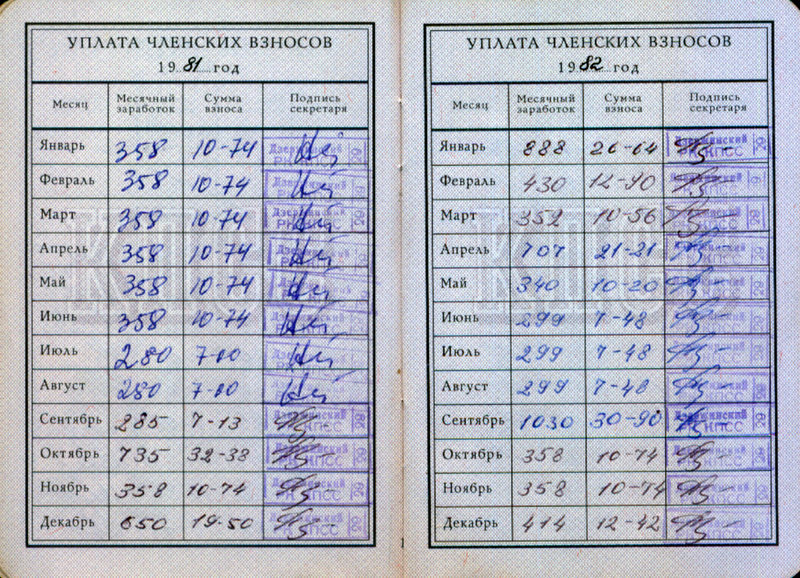 УПЛАТА ЧЛЕНСКИХ ВЗНОСОВ
1981 год
Месяц Месячный заработок Сумма взноса Подпись секретаря
Январь 358 10-74
Февраль 358 10-74
Март 358 10-74
Апрель 358 10-74
Май 358 10-74
Июнь 358 10-74
Июль 280 7-00
Август 280 7-00
Сентябрь 285 7-13
Октябрь 735 32-38
Ноябрь 358 10-74
Декабрь 650 19-50
УПЛАТА ЧЛЕНСКИХ ВЗНОСОВ
1982 год
Месяц Месячный заработок Сумма взноса Подпись секретаря
Январь 888 26-64 Дзержинский РК КПСС
Февраль 430 12-90
Март 352 10-56
Апрель 707 21-21
Май 340 10-20
Июнь 299 7-48
Июль 299 7-48
Август 299 7-48
Сентябрь 1030 30-90 Дзержинский РК КПСС
Октябрь 358 10-74
Ноябрь 358 10-74
Декабрь 414 12-42